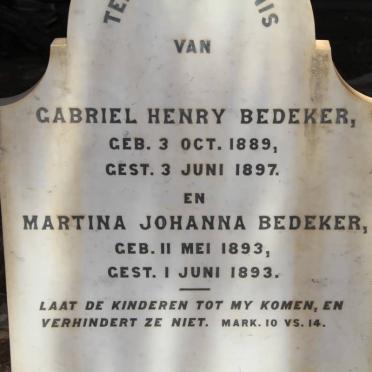 VAN
GABRIEL HENRY BEDEKER,
GEB. 3 OCT. 1889,
GEST. 3 JUNI 1897.
EN
MARTINA JOHANNA BEDEKER,
GEB. 11 MEI 1893,
GEST. 1 JUNI 1893.
LAAT DE KINDEREN TOT MY KOMEN, EN
VERHINDERT ZE NIET. MARK. 10 VS. 14.